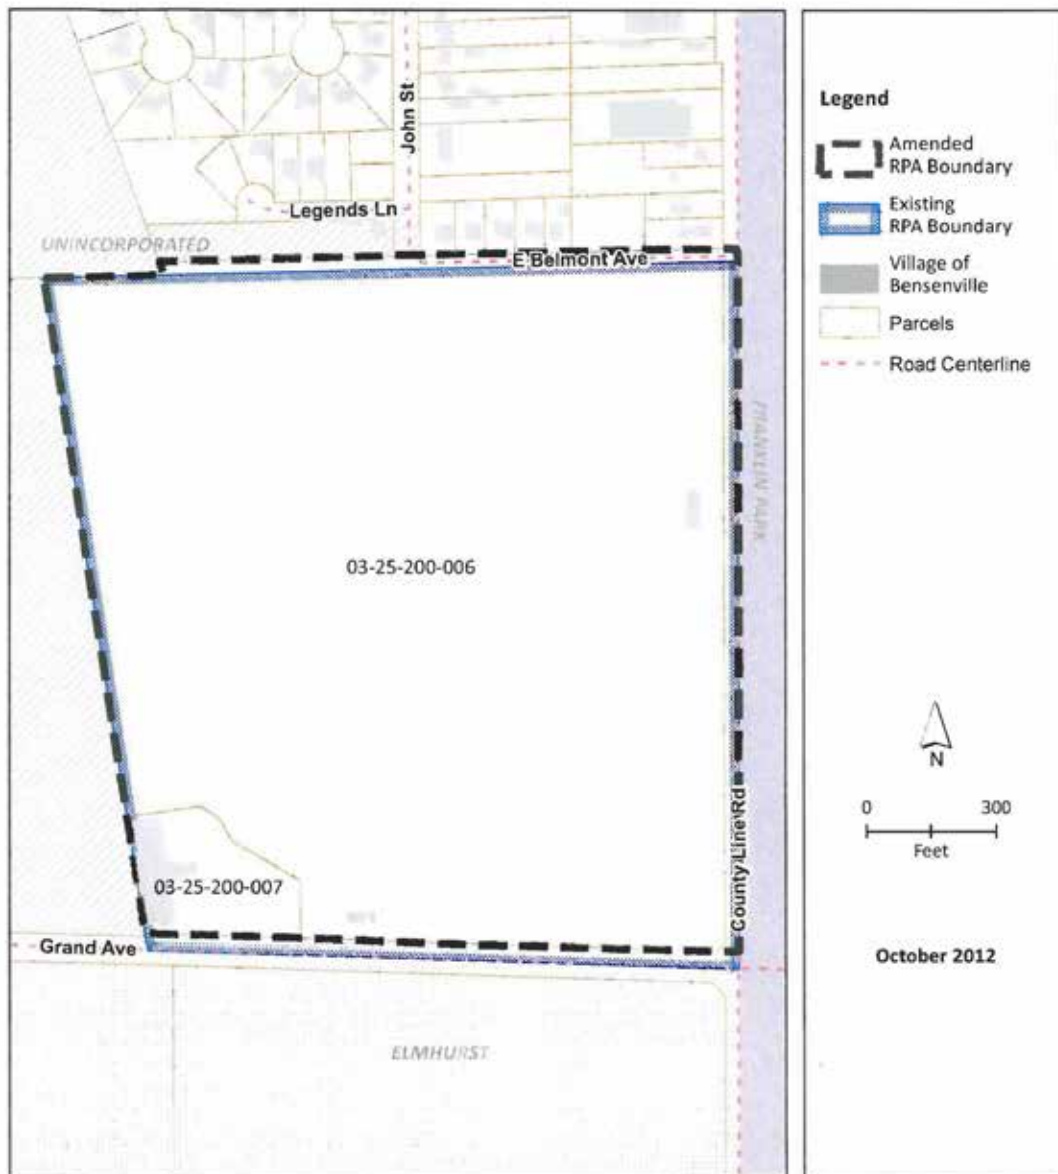 John St
Legends Ln
UNINCORPORATED
E Belmont Ave
FRANKLIN PARK
03-25-200-006
County Line Rd
03-25-200-007
Grand Ave
ELMHURST
Legend
Amended
RPA Boundary
Existing
RPA Boundary
Village of
Bensenville
Parcels
Road Centerline
N
0 300
Feet
October 2012